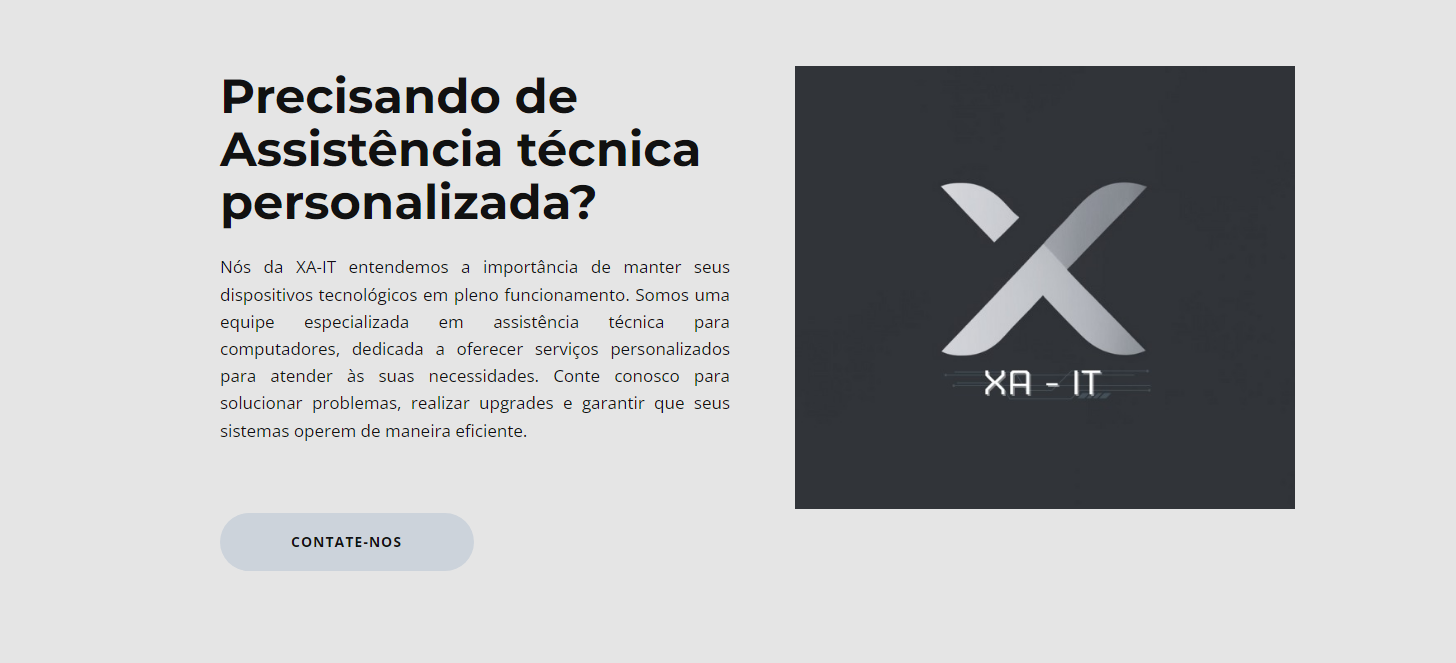 Precisando de
Assistência técnica
personalizada?
Nós da XA-IT entendemos a importância de manter seus
dispositivos tecnológicos em pleno funcionamento. Somos uma
equipe especializada em assistência técnica para
computadores, dedicada a oferecer serviços personalizados
para atender às suas necessidades. Conte conosco para
solucionar problemas, realizar upgrades e garantir que seus
sistemas operem de maneira eficiente.
CONTATE-NOS
XA - IT